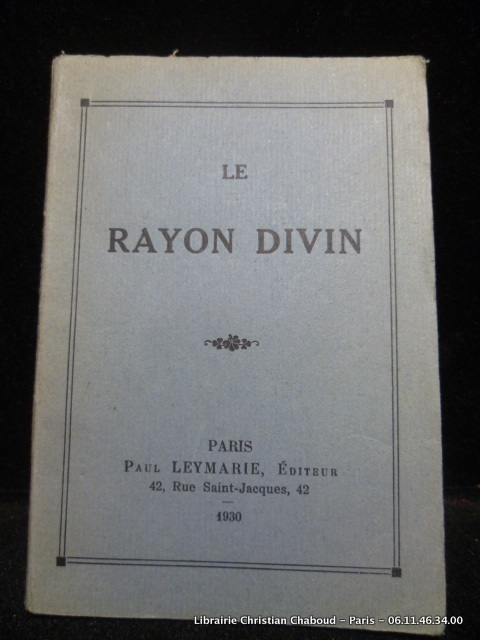 LE
RAYON DIVIN
PARIS
PAUL LEYMARIE, ÉDITEUR
42, Rue Saint-Jacques, 42
1930
Librairie Christian Chaboud – Paris – 06.11.46.34.00